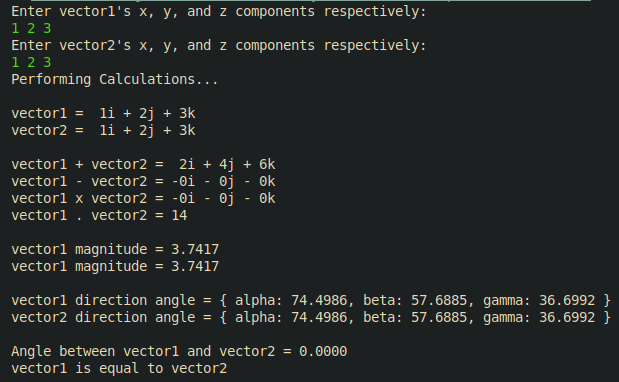 Enter vector1's x, y, and z components respectively:
1 2 3
Enter vector2's x, y, and z components respectively:
1 2 3
Performing Calculations...
vector1 =  1i + 2j + 3k
vector2 =  1i + 2j + 3k
vector1 + vector2 =  2i + 4j + 6k
vector1 - vector2 = -0i - 0j - 0k
vector1 x vector2 = -0i - 0j - 0k
vector1 . vector2 = 14
vector1 magnitude = 3.7417
vector1 magnitude = 3.7417
vector1 direction angle = { alpha: 74.4986, beta: 57.6885, gamma: 36.6992 }
vector2 direction angle = { alpha: 74.4986, beta: 57.6885, gamma: 36.6992 }
Angle between vector1 and vector2 = 0.0000
vector1 is equal to vector2